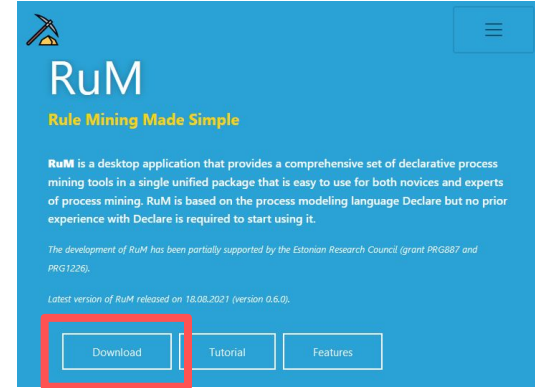 RuM
Rule Mining Made Simple
RuM is a desktop application that provides a comprehensive set of declarative process
mining tools in a single unified package that is easy to use for both novices and experts
of process mining. RuM is based on the process modeling language Declare but no prior
experience with Declare is required to start using it.
The development of RuM has been partially supported by the Estonian Research Council (grant PRG887 and
PRG1226).
Latest version of RuM released on 18.08.2021 (version 0.6.0).
Download
Tutorial
Features